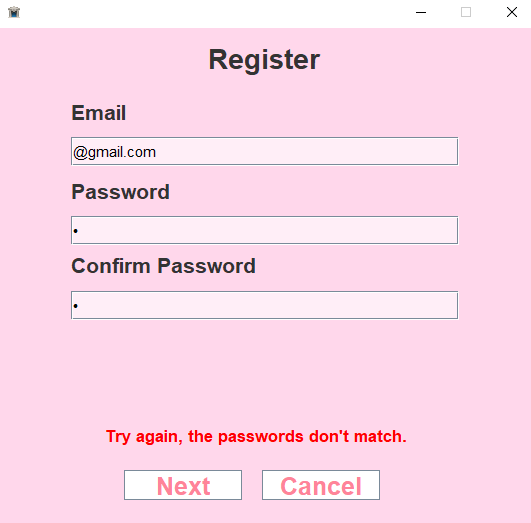 Register
Email
@gmail.com
Password
•
Confirm Password
•
Try again, the passwords don't match.
Next
Cancel